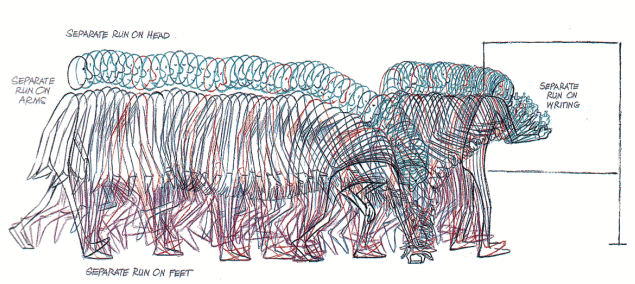 SEPARATE RUN ON HEAD
SEPARATE
RUN ON
ARMS
SEPARATE
RUN ON
WRITING
SEPARATE RUN ON FEET